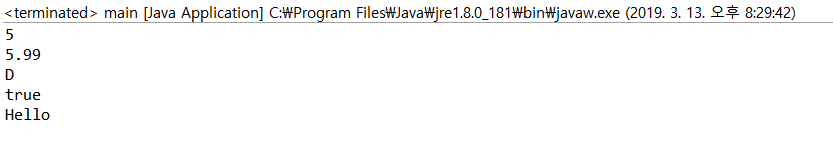 <terminated> main [Java Application] C:₩Program Files₩Java₩jre1.8.0_181₩bin₩javaw.exe (2019. 3. 13. 오후 8:29:42)
5
5.99
D
true
Hello